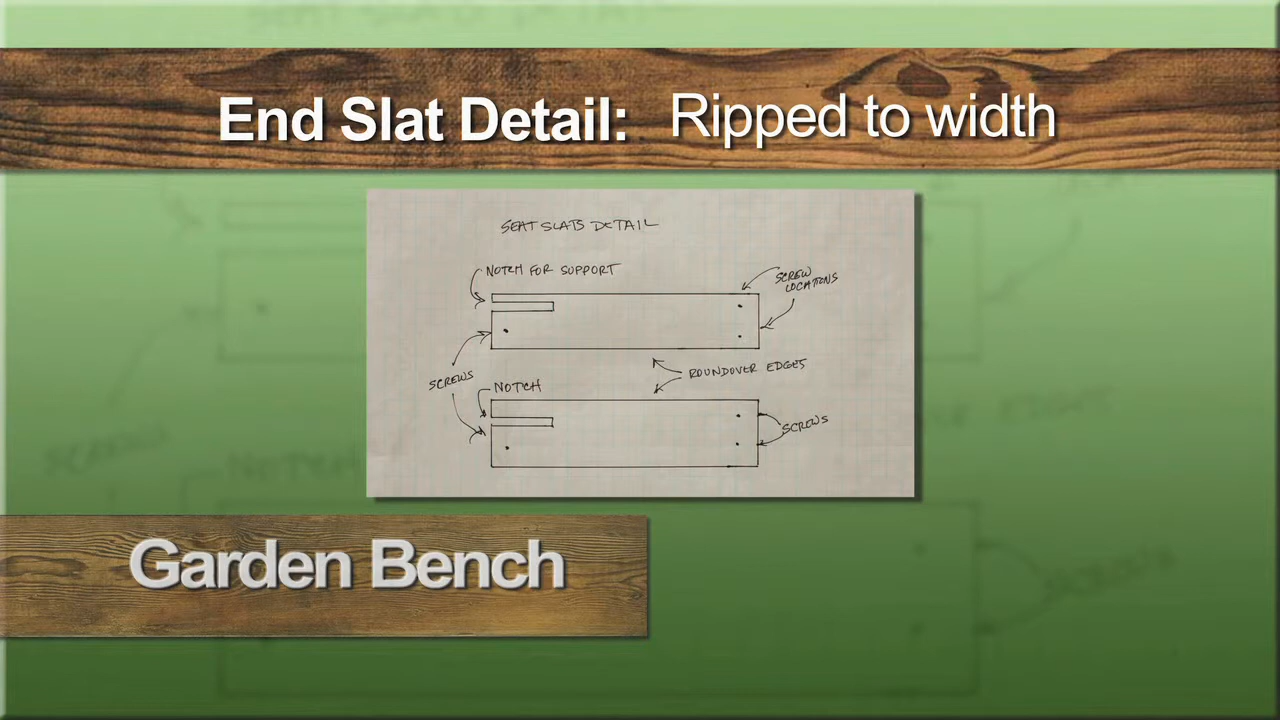 End Slat Detail: Ripped to width
SEAT SLATS DETAIL
NOTCH FOR SUPPORT
SCREW
LOCATIONS
ROUNDOVER EDGES
SCREWS
NOTCH
SCREWS
Garden Bench